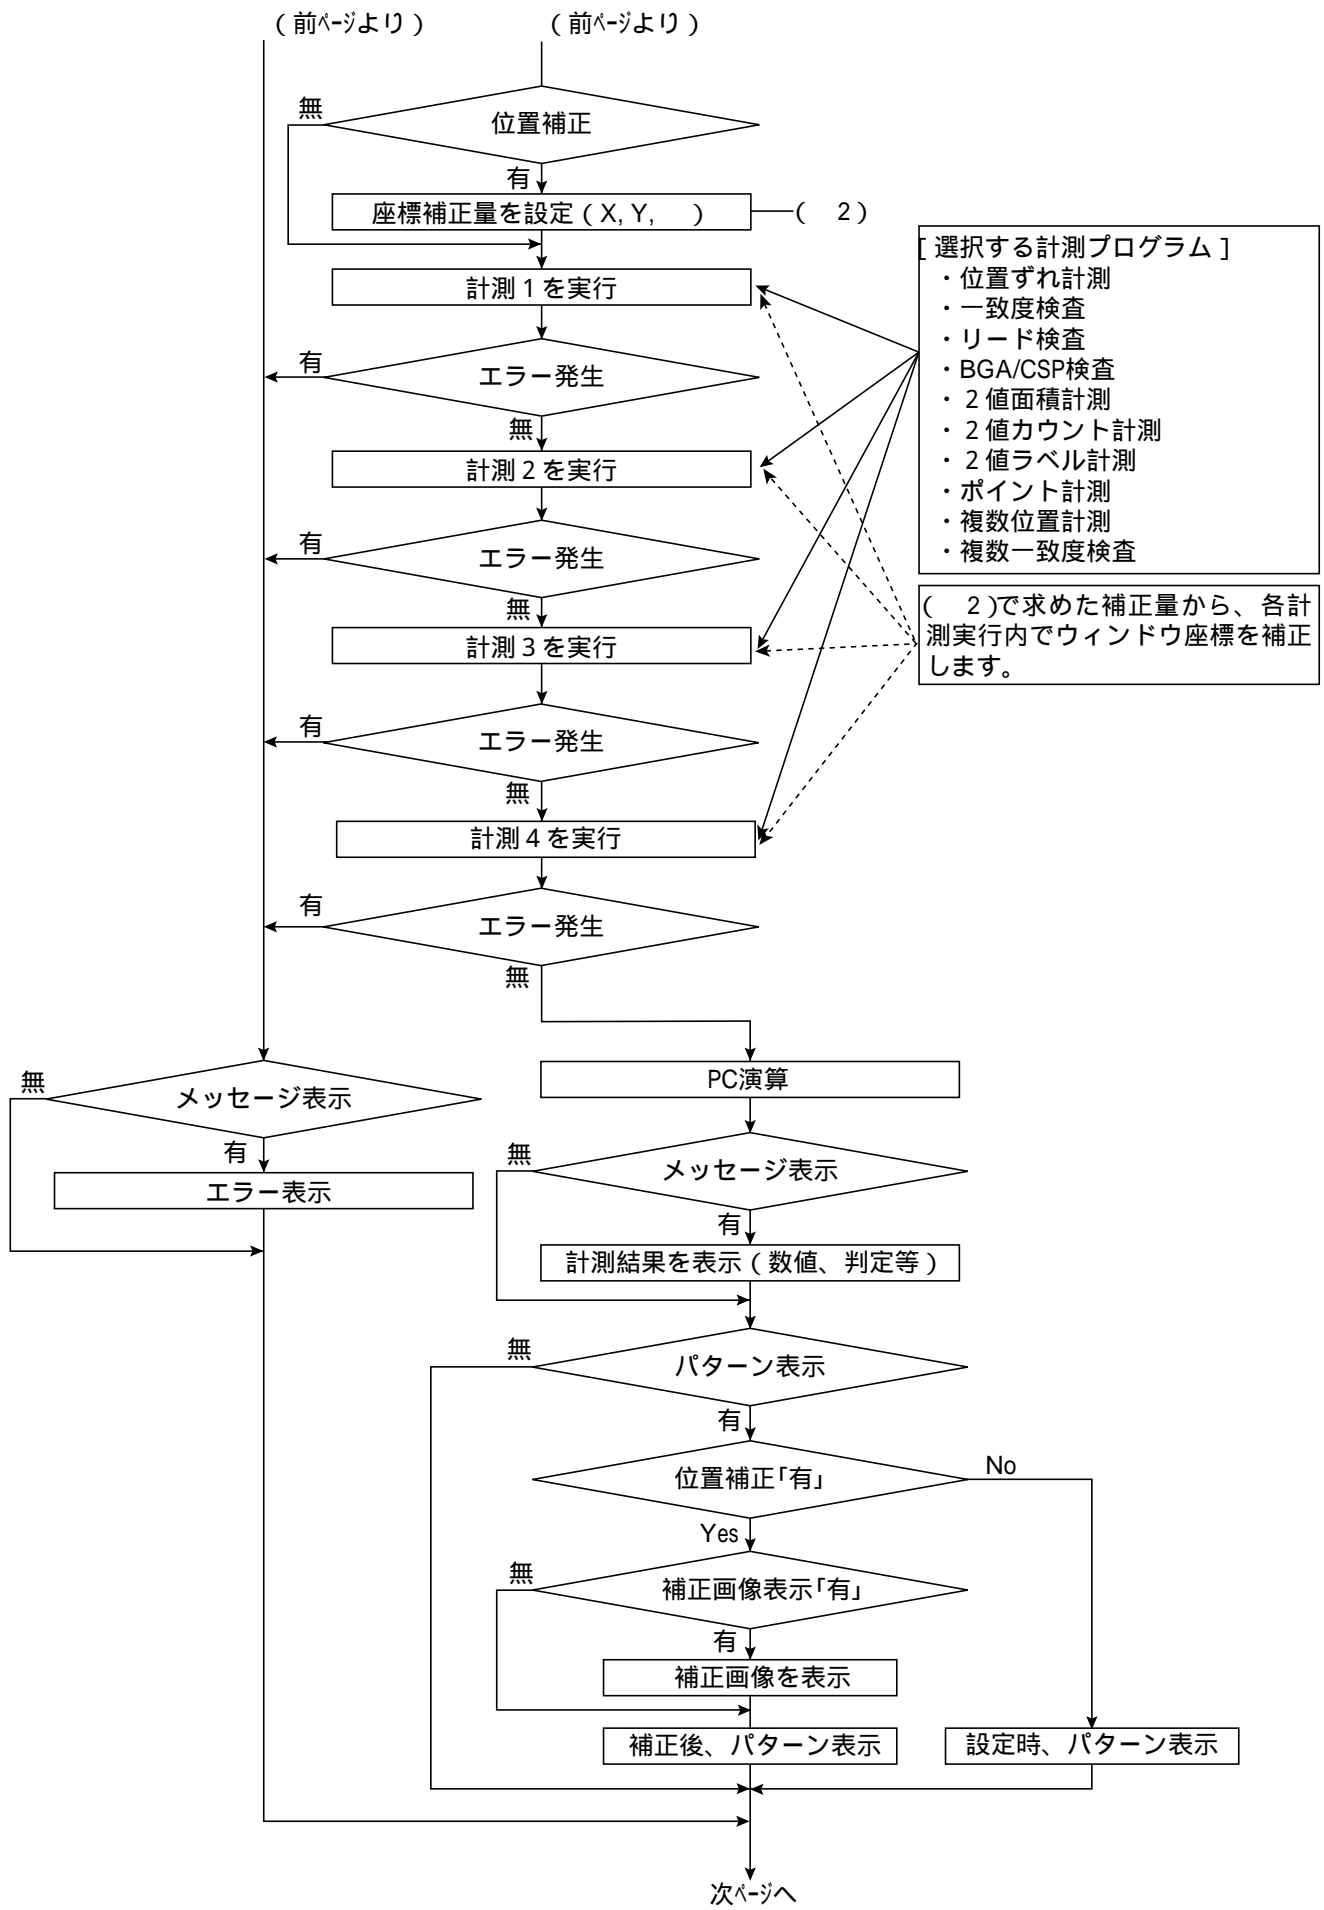 （前ﾍﾟｰｼﾞより）
（前ﾍﾟｰｼﾞより）
無
位置補正
有
座標補正量を設定（X, Y, 　）
（　2）
[ 選択する計測プログラム ]
・位置ずれ計測
・一致度検査
・リード検査
・BGA/CSP検査
・２値面積計測
・２値カウント計測
・２値ラベル計測
・ポイント計測
・複数位置計測
・複数一致度検査
計測１を実行
有
エラー発生
無
計測２を実行
有
エラー発生
無
（　2）で求めた補正量から、各計
測実行内でウィンドウ座標を補正
します。
計測３を実行
有
エラー発生
無
計測４を実行
有
エラー発生
無
無
メッセージ表示
有
エラー表示
PC演算
無
メッセージ表示
有
計測結果を表示（数値、判定等）
無
パターン表示
有
位置補正｢有｣
No
Yes
無
補正画像表示｢有｣
有
補正画像を表示
補正後、パターン表示
設定時、パターン表示
次ﾍﾟｰｼﾞへ